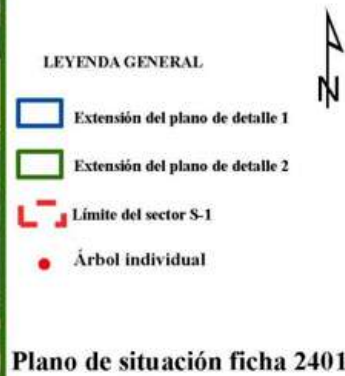 N
LEYENDA GENERAL
Extensión del plano de detalle 1
Extensión del plano de detalle 2
Límite del sector S-1
Árbol individual
Plano de situación ficha 2401